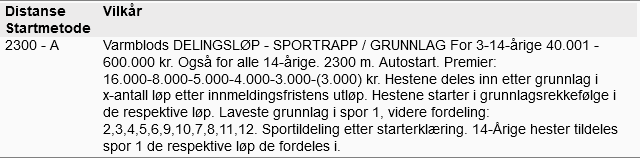 Distanse Vilkår
Startmetode
2300 - A Varmblods DELINGSLØP - SPORTRAPP / GRUNNLAG For 3-14-årige 40.001 -
600.000 kr. Også for alle 14-årige. 2300 m. Autostart. Premier:
16.000-8.000-5.000-4.000-3.000-(3.000) kr. Hestene deles inn etter grunnlag i
x-antall løp etter innmeldingsfristens utløp. Hestene starter i grunnlagsrekkefølge i
de respektive løp. Laveste grunnlag i spor 1, videre fordeling:
2,3,4,5,6,9,10,7,8,11,12. Sportildeling etter starterklæring. 14-Årige hester tildeles
spor 1 de respektive løp de fordeles i.